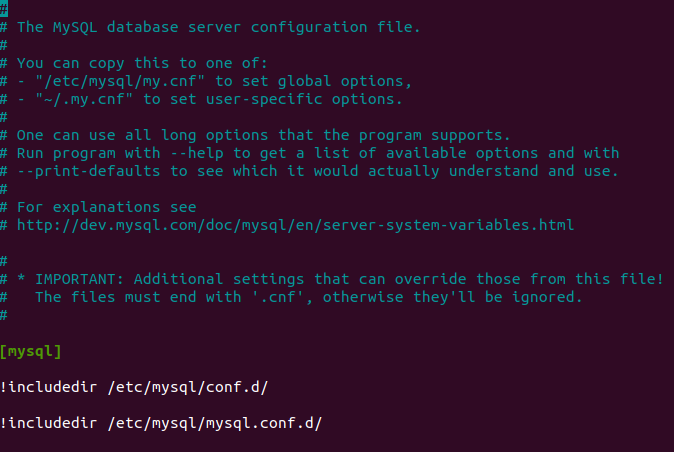 #
# The MySQL database server configuration file.
#
# You can copy this to one of:
# - "/etc/mysql/my.cnf" to set global options,
# - "~/.my.cnf" to set user-specific options.
#
# One can use all long options that the program supports.
# Run program with --help to get a list of available options and with
# --print-defaults to see which it would actually understand and use.
#
# For explanations see
# http://dev.mysql.com/doc/mysql/en/server-system-variables.html

#
# * IMPORTANT: Additional settings that can override those from this file!
#   The files must end with '.cnf', otherwise they'll be ignored.
#

[mysql]

!includedir /etc/mysql/conf.d/

!includedir /etc/mysql/mysql.conf.d/